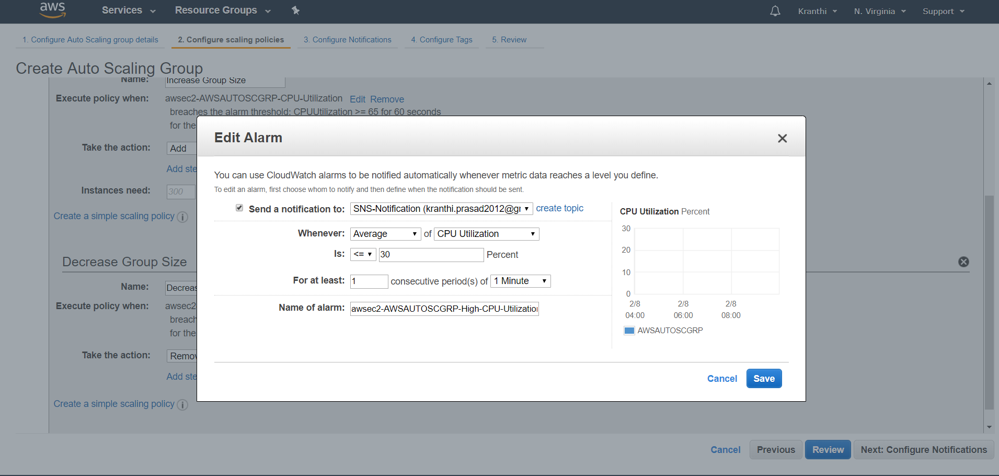 aws Services Resource Groups Kranthi N. Virginia Support
1. Configure Auto Scaling group details 2. Configure scaling policies 3. Configure Notifications 4. Configure Tags 5. Review
Create Auto Scaling Group
Name: Increase Group Size
Execute policy when: awsec2-AWSAUTOSCGRP-CPU-Utilization Edit Remove
breaches the alarm threshold: CPUUtilization >= 65 for 60 seconds
for the
Take the action: Add
Add ste
Instances need: 300
Create a simple scaling policy i
Decrease Group Size
Name: Decreas
Execute policy when: awsec2
breach
for the
Take the action: Remov
Add ste
Create a simple scaling policy i
Edit Alarm
You can use CloudWatch alarms to be notified automatically whenever metric data reaches a level you define.
To edit an alarm, first choose whom to notify and then define when the notification should be sent.
Send a notification to: SNS-Notification (kranthi.prasad2012@gr create topic
Whenever: Average of CPU Utilization
Is: <= 30 Percent
For at least: 1 consecutive period(s) of 1 Minute
Name of alarm: awsec2-AWSAUTOSCGRP-High-CPU-Utilization
CPU Utilization Percent
30
20
10
0
2/8 2/8 2/8
04:00 06:00 08:00
AWSAUTOSCGRP
Cancel Save
Cancel Previous Review Next: Configure Notifications